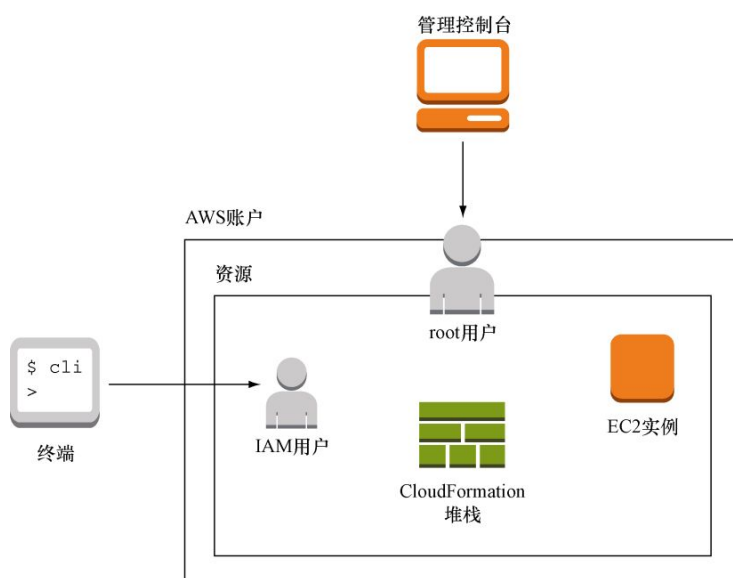 管理控制台
AWS账户
资源
root用户
$ cli
>
终端
IAM用户
EC2实例
CloudFormation
堆栈